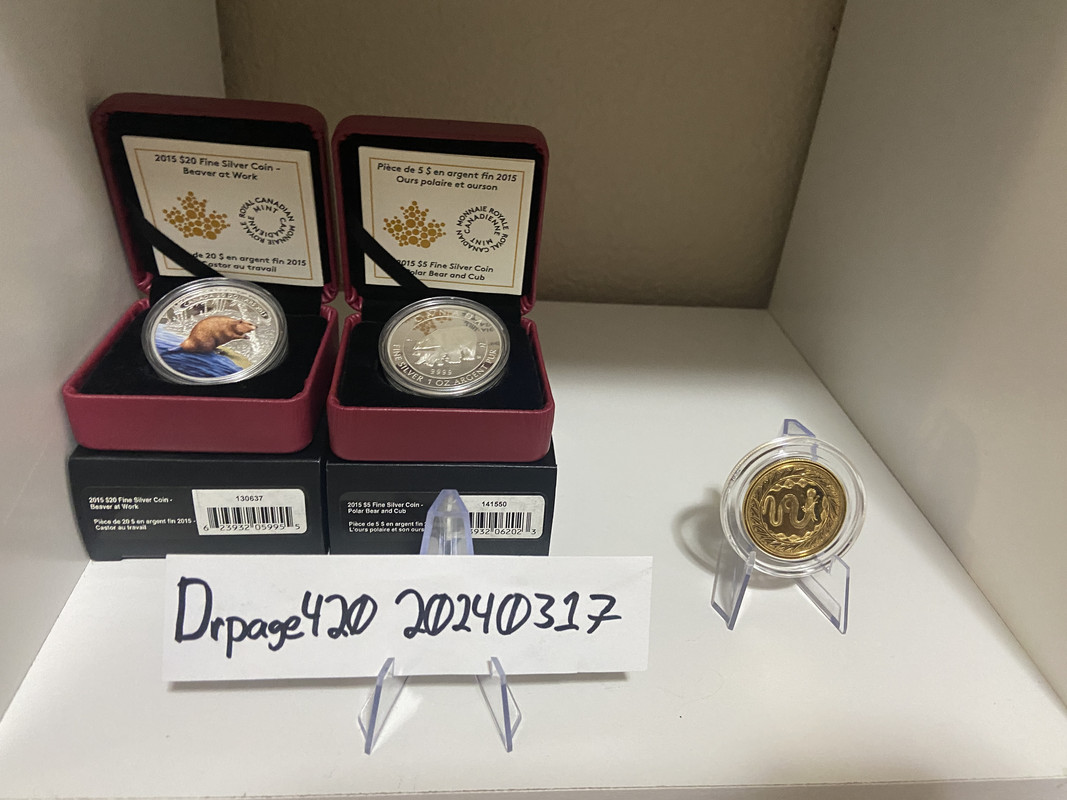 2015 $20 Fine Silver Coin -
Beaver at Work
MONNAIE ROYALE CANADIENNE
ROYAL CANADIAN MINT
de 20 $ en argent fin 2015
Castor au travail
Pièce de 5 $ en argent fin 2015
Ours polaire et ourson
MONNAIE ROYALE CANADIENNE
ROYAL CANADIAN MINT
2015 $5 Fine Silver Coin
Polar Bear and Cub
CANADA
FINE SILVER 1 OZ ARGENT PUR
9999
2015 $20 Fine Silver Coin -
Beaver at Work
Pièce de 20 $ en argent fin 2015 -
Castor au travail
130637
6 23932 05995 5
2015 $5 Fine Silver Coin -
Polar Bear and Cub
Pièce de 5 $ en argent fin
L'ours polaire et son ours
141550
3932 06202 3
Drpage420 20240317